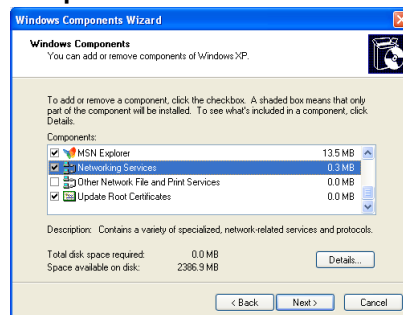 Windows Components Wizard
Windows Components
You can add or remove components of Windows XP.
To add or remove a component, click the checkbox. A shaded box means that only
part of the component will be installed. To see what's included in a component, click
Details.
Components:
MSN Explorer 13.5 MB
Networking Services 0.3 MB
Other Network File and Print Services 0.0 MB
Update Root Certificates 0.0 MB
Description: Contains a variety of specialized, network-related services and protocols.
Total disk space required: 0.0 MB
Space available on disk: 2386.9 MB
Details...
< Back Next > Cancel